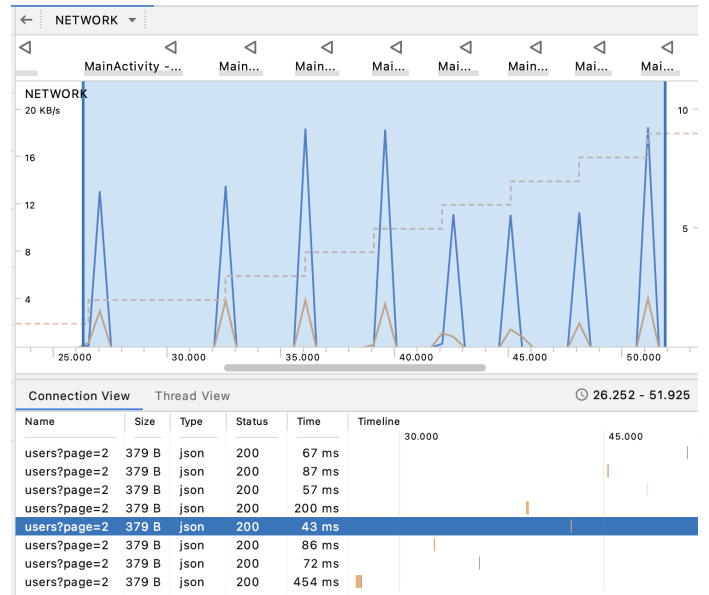 NETWORK
MainActivity -... Main... Main... Mai... Mai... Main... Mai... Mai...
NETWORK
20 KB/s 10
16
12
8 5
4
25.000 30.000 35.000 40.000 45.000 50.000
Connection View Thread View 26.252 - 51.925
Name Size Type Status Time Timeline
30.000 45.000
users?page=2 379 B json 200 67 ms
users?page=2 379 B json 200 87 ms
users?page=2 379 B json 200 57 ms
users?page=2 379 B json 200 200 ms
users?page=2 379 B json 200 43 ms
users?page=2 379 B json 200 86 ms
users?page=2 379 B json 200 72 ms
users?page=2 379 B json 200 454 ms